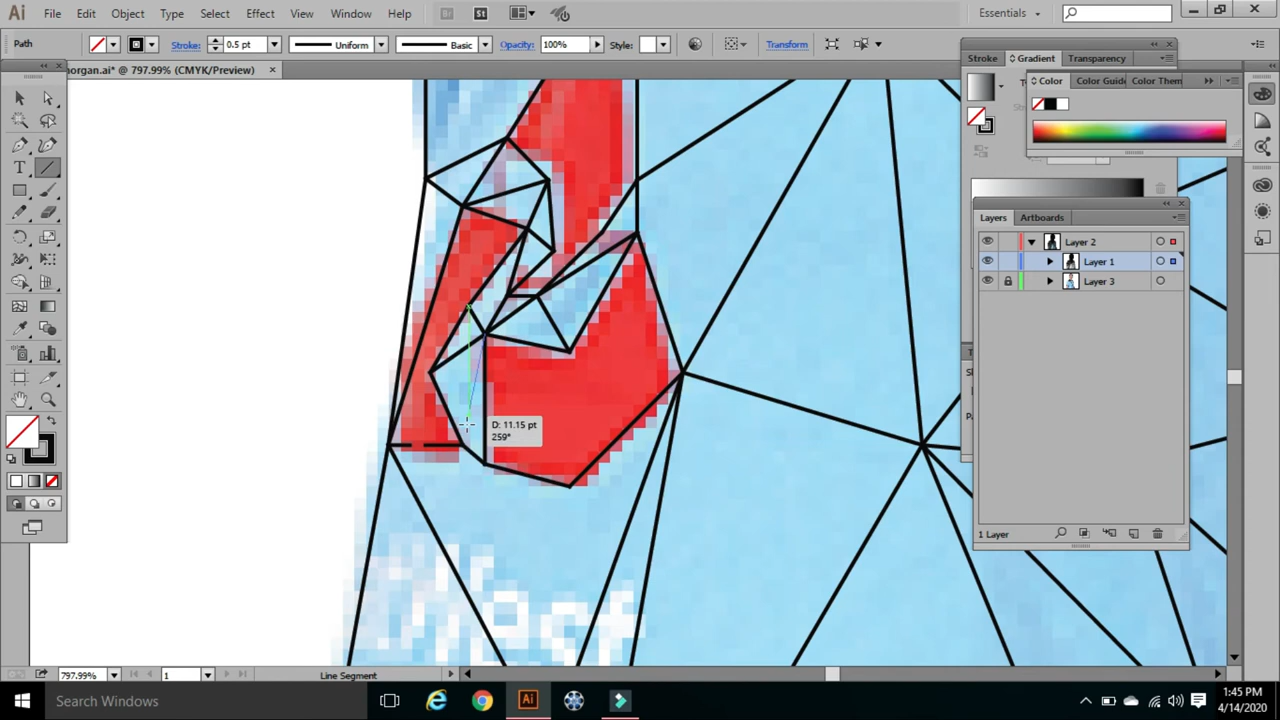 Ai File Edit Object Type Select Effect View Window Help Br St Essentials
Path Stroke: 0.5 pt Uniform Basic Opacity: 100% Style: Transform
organ.ai* @ 797.99% (CMYK/Preview)
Stroke Gradient Transparency
Color Color Guide Color Them
Layers Artboards
Layer 2
Layer 1
Layer 3
D: 11.15 pt
259°
1 Layer
797.99% 1 Line Segment
Search Windows
Ai
1:45 PM
4/14/2020